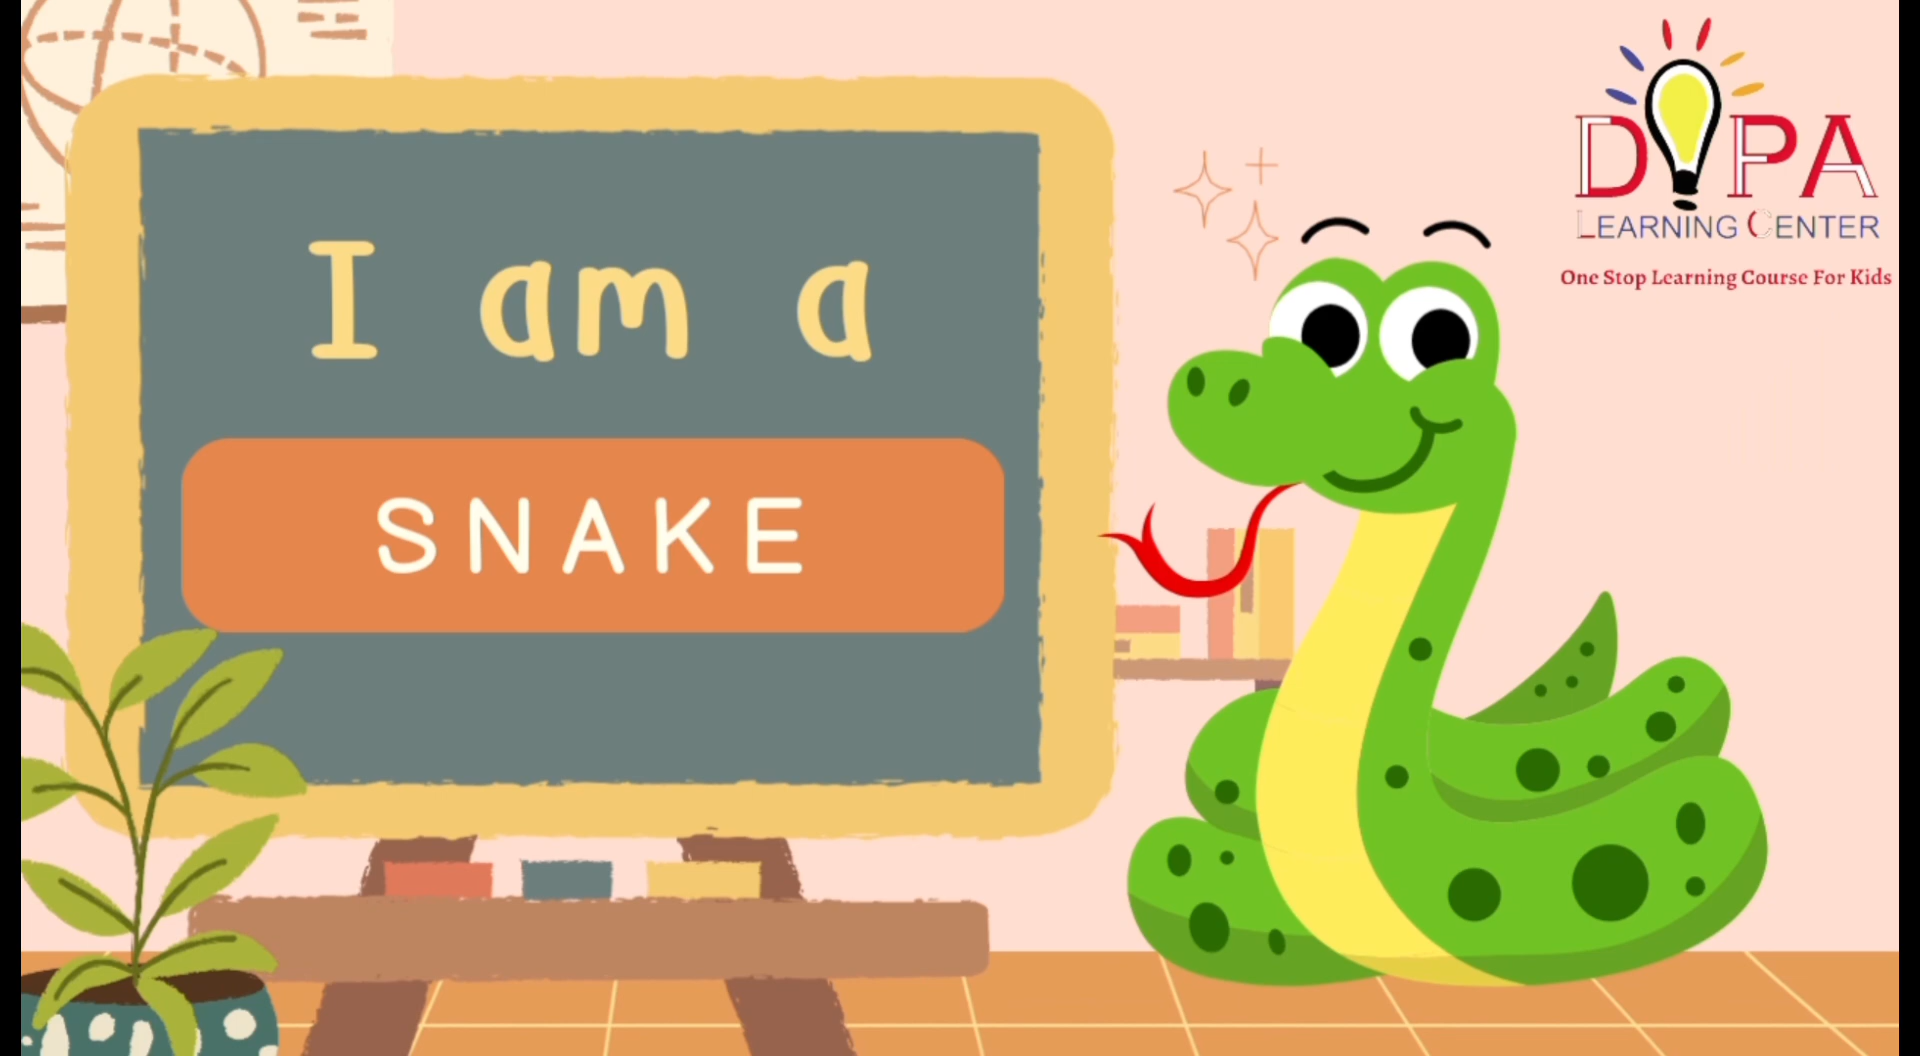 I am a
SNAKE
DIPA
LEARNING CENTER
One Stop Learning Course For Kids